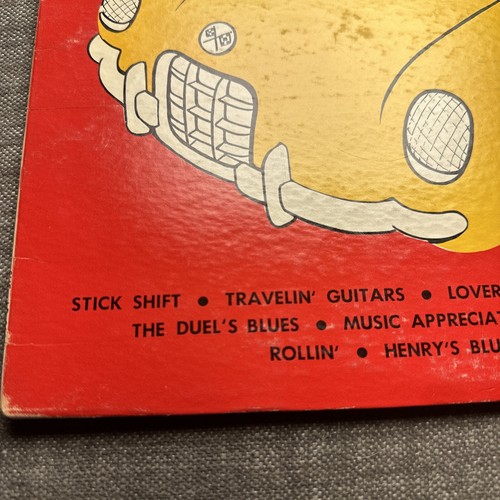 STICK SHIFT • TRAVELIN' GUITARS • LOVER
THE DUEL'S BLUES • MUSIC APPRECIAT
ROLLIN' • HENRY'S BLU